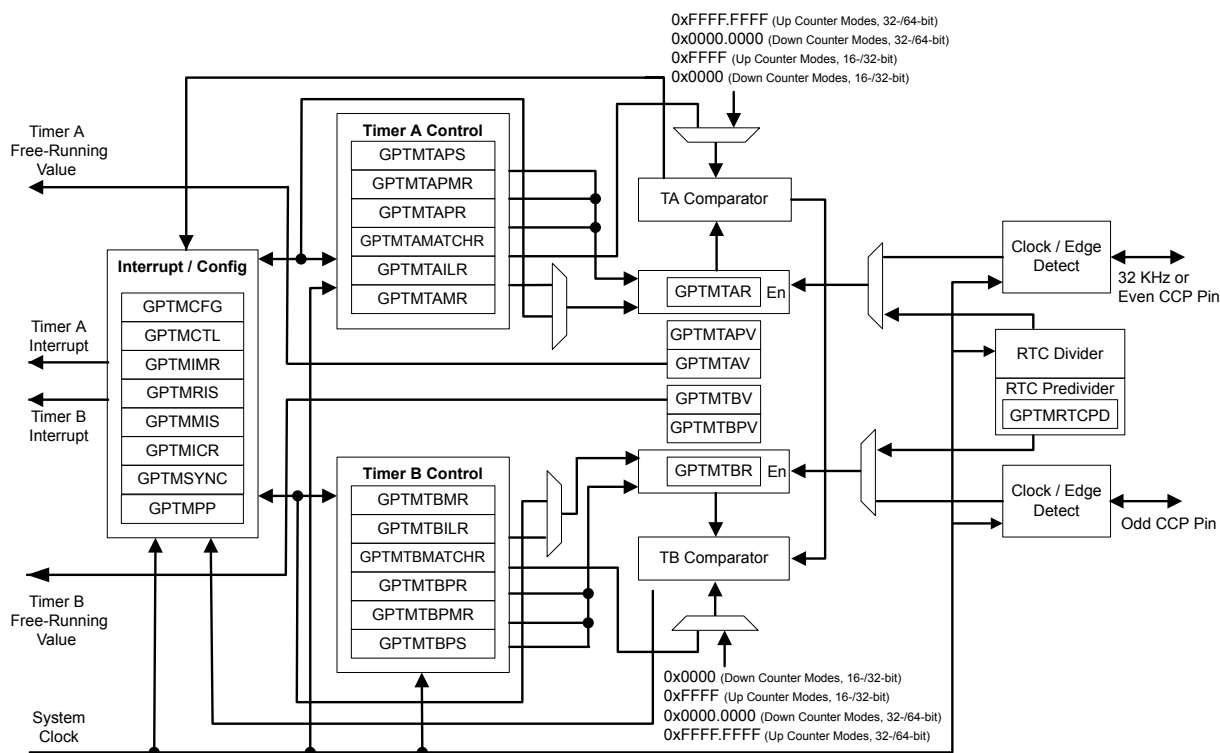 0xFFFF.FFFF (Up Counter Modes, 32-/64-bit)
0x0000.0000 (Down Counter Modes, 32-/64-bit)
0xFFFF (Up Counter Modes, 16-/32-bit)
0x0000 (Down Counter Modes, 16-/32-bit)
Timer A
Free-Running
Value
Timer A Control
GPTMTAPS
GPTMTAPMR
GPTMTAPR
GPTMTAMATCHR
GPTMTAILR
GPTMTAMR
TA Comparator
GPTMTAR
En
GPTMTAPV
GPTMTAV
GPTMTBV
GPTMTBPV
GPTMTBR
En
TB Comparator
Clock / Edge
Detect
32 KHz or
Even CCP Pin
RTC Divider
RTC Predivider
GPTMRTCPD
Clock / Edge
Detect
Odd CCP Pin
Interrupt / Config
GPTMCFG
GPTMCTL
GPTMIMR
GPTMRIS
GPTMMIS
GPTMICR
GPTMSYNC
GPTMPP
Timer A
Interrupt
Timer B
Interrupt
Timer B Control
GPTMTBMR
GPTMTBILR
GPTMTBMATCHR
GPTMTBPR
GPTMTBPMR
GPTMTBPS
Timer B
Free-Running
Value
0x0000 (Down Counter Modes, 16-/32-bit)
0xFFFF (Up Counter Modes, 16-/32-bit)
0x0000.0000 (Down Counter Modes, 32-/64-bit)
0xFFFF.FFFF (Up Counter Modes, 32-/64-bit)
System
Clock